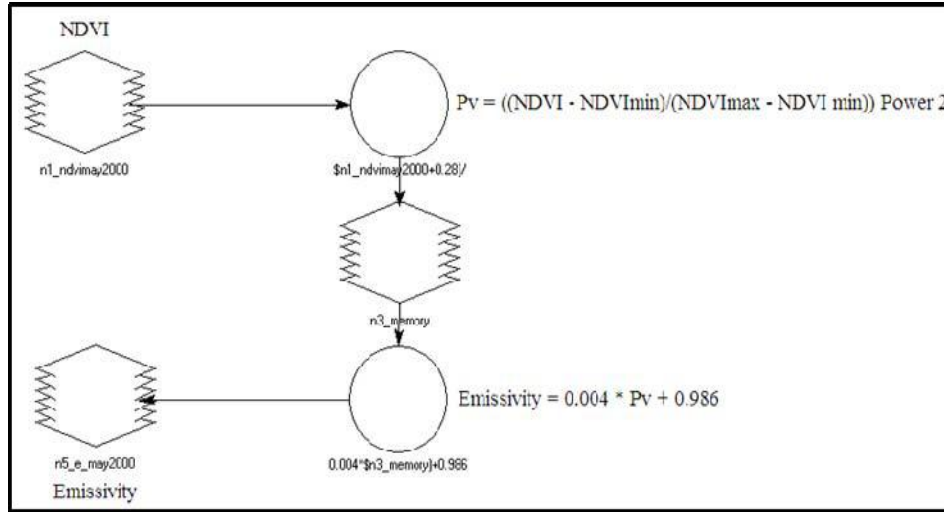 NDVI
Pv = ((NDVI - NDVImin)/(NDVImax - NDVI min)) Power 2
n1_ndvimay2000
$n1_ndvimay2000+0.28)/
n3_memory
Emissivity = 0.004 * Pv + 0.986
n5_e_may2000
0.004*$n3_memory)+0.986
Emissivity